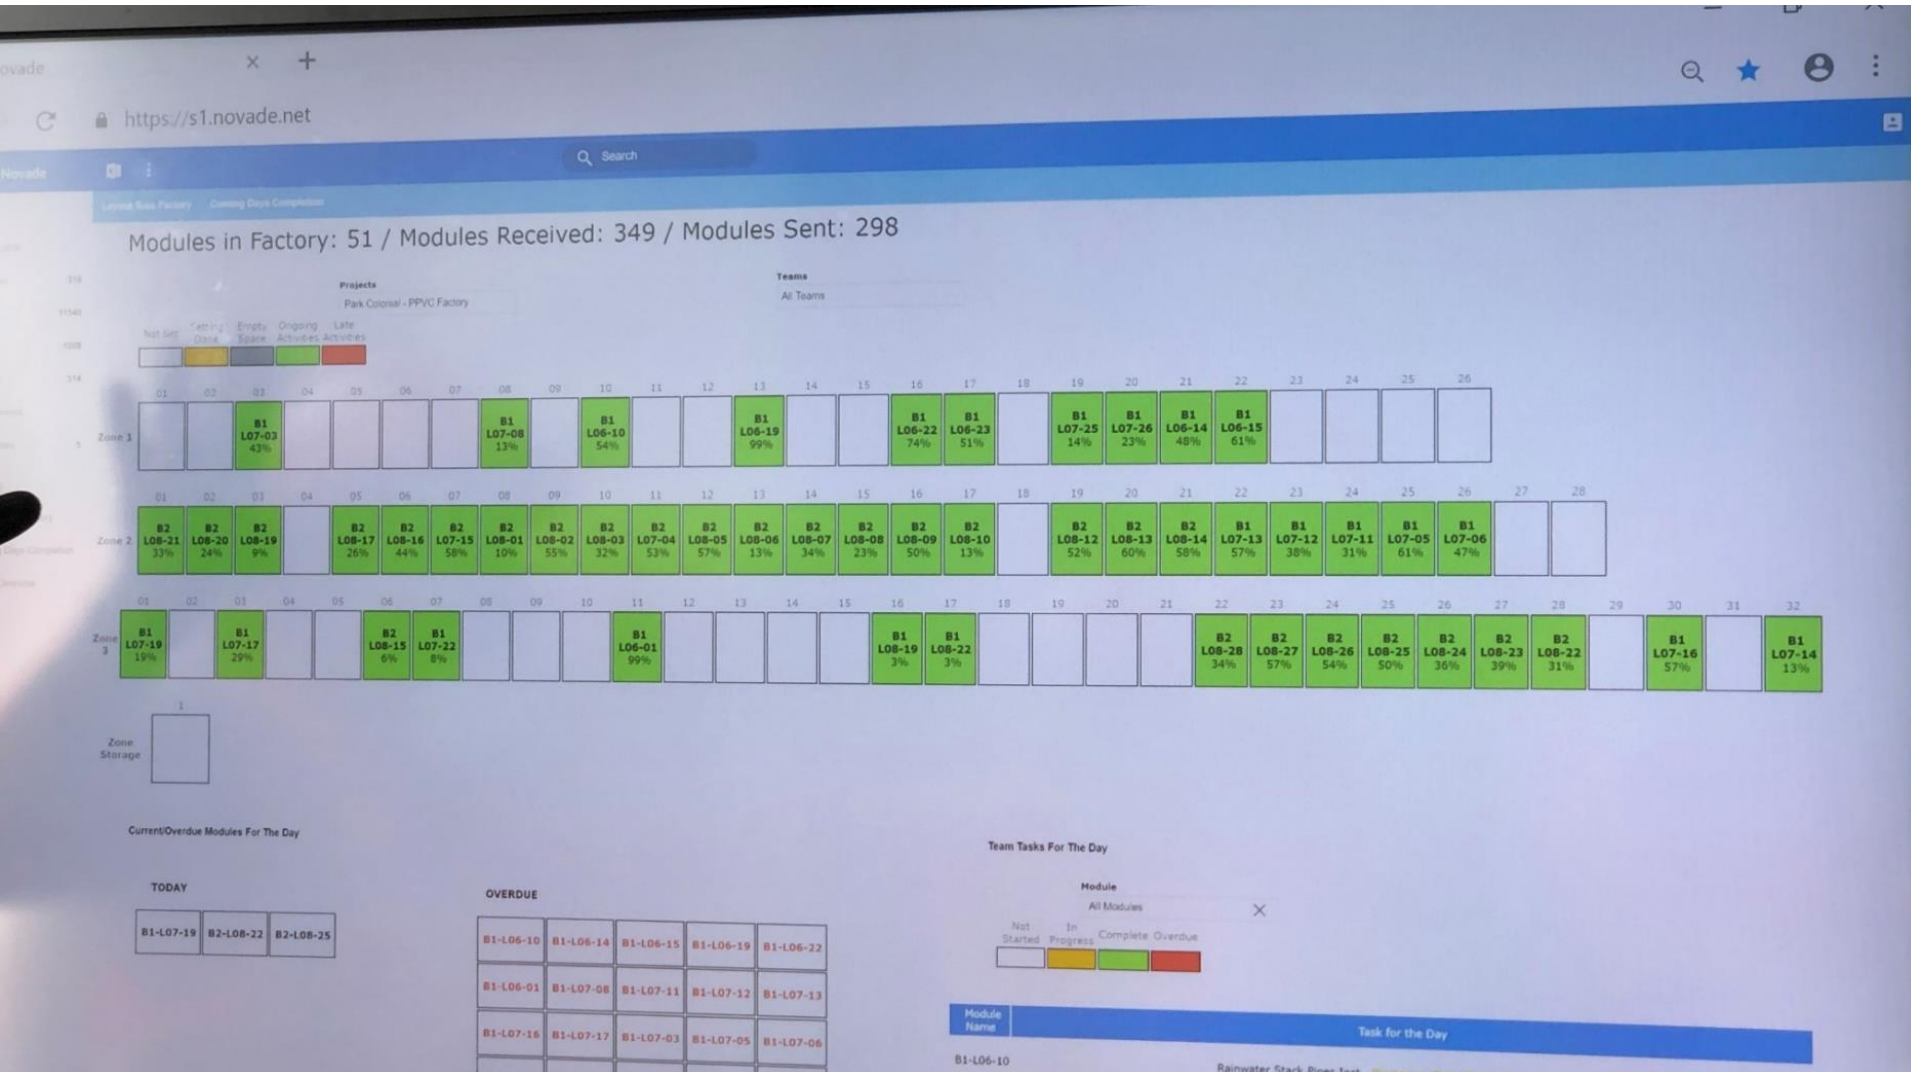 ovade
https://s1.novade.net
Novade
Search
Layout Size Factory Coming Days Completion
Modules in Factory: 51 / Modules Received: 349 / Modules Sent: 298
Projects
Park Colonial - PPVC Factory
Teams
All Teams
Not Set
Empty Space
Ongoing Activities
Late Activities
01 02 03 04 05 06 07 08 09 10 11 12 13 14 15 16 17 18 19 20 21 22 23 24 25 26
Zone 1
B1 L07-03 43%
B1 L07-08 13%
B1 L06-10 54%
B1 L06-19 99%
B1 L06-22 74%
B1 L06-23 51%
B1 L07-25 14%
B1 L07-26 23%
B1 L06-14 48%
B1 L06-15 61%
01 02 03 04 05 06 07 08 09 10 11 12 13 14 15 16 17 18 19 20 21 22 23 24 25 26 27 28
Zone 2
B2 L08-21 33%
B2 L08-20 24%
B2 L08-19 9%
B2 L08-17 26%
B2 L08-16 44%
B2 L07-15 58%
B2 L08-01 10%
B2 L08-02 55%
B2 L08-03 32%
B2 L07-04 53%
B2 L08-05 57%
B2 L08-06 13%
B2 L08-07 34%
B2 L08-08 23%
B2 L08-09 50%
B2 L08-10 13%
B2 L08-12 52%
B2 L08-13 60%
B2 L08-14 58%
B1 L07-13 57%
B1 L07-12 38%
B1 L07-11 31%
B1 L07-05 61%
B1 L07-06 47%
01 02 03 04 05 06 07 08 09 10 11 12 13 14 15 16 17 18 19 20 21 22 23 24 25 26 27 28 29 30 31 32
Zone 3
B1 L07-19 19%
B1 L07-17 29%
B2 L08-15 6%
B1 L07-22 8%
B1 L06-01 99%
B1 L08-19 3%
B1 L08-22 3%
B2 L08-28 34%
B2 L08-27 57%
B2 L08-26 54%
B2 L08-25 50%
B2 L08-24 36%
B2 L08-23 39%
B2 L08-22 31%
B1 L07-16 57%
B1 L07-14 13%
1
Zone Storage
Current/Overdue Modules For The Day
TODAY
B1-L07-19 B2-L08-22 B2-L08-25
OVERDUE
B1-L06-10 B1-L06-14 B1-L06-15 B1-L06-19 B1-L06-22
B1-L06-01 B1-L07-08 B1-L07-11 B1-L07-12 B1-L07-13
B1-L07-16 B1-L07-17 B1-L07-03 B1-L07-05 B1-L07-06
Team Tasks For The Day
Module
All Modules
Not Started
In Progress
Complete
Overdue
Module Name
Task for the Day
B1-L06-10
Rainwater Stack Pipes